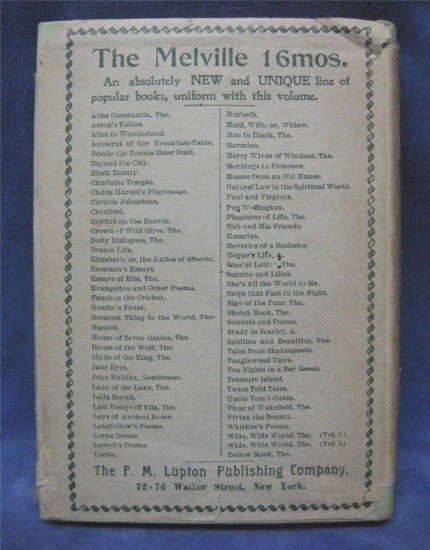 The Melville 16mos.
An absolutely NEW and UNIQUE line of
popular books, uniform with this volume.
Abbe Constantin, The.
Aesop's Fables.
Alice in Wonderland.
Autocrat of the Breakfast-Table,
Beside the Bonnie Brier Bush.
Beyond the City.
Black Beauty.
Charlotte Temple.
Childe Harold's Pilgrimage.
Christie Johnstone.
Cranford.
Cricket on the Hearth.
Crown of Wild Olive, The.
Dolly Dialogues, The.
Dream Life.
Elizabeth; or, the Exiles of Siberia.
Emerson's Essays.
Essays of Elia, The.
Evangeline and Other Poems.
Fanchon the Cricket.
Goethe's Faust.
Greatest Thing in the World, The.
Hamlet.
House of Seven Gables, The.
House of the Wolf, The.
Idylls of the King, The.
Jane Eyre.
John Halifax, Gentleman.
Lady of the Lake, The.
Lalla Rookh.
Last Essays of Elia, The.
Lays of Ancient Rome.
Longfellow's Poems.
Lorna Doone.
Lowell's Poems.
Lucile.
Macbeth.
Maid, Wife, or, Widow.
Man in Black, The.
Marmion.
Merry Wives of Windsor, The.
Mornings in Florence.
Mosses from an Old Manse.
Natural Law in the Spiritual World.
Paul and Virginia.
Peg Woffington.
Pleasures of Life, The.
Rab and His Friends.
Rasselas.
Reveries of a Bachelor.
Rogue's Life, A.
Scarlet Letter, The.
Sesame and Lilies.
She's All the World to Me.
Ships that Pass in the Night.
Sign of the Four, The.
Sketch Book, The.
Sonnets and Poems.
Study in Scarlet, A.
Sublime and Beautiful, The.
Tales from Shakespeare.
Tanglewood Tales.
Ten Nights in a Bar Room.
Treasure Island.
Twice Told Tales.
Uncle Tom's Cabin.
Vicar of Wakefield, The.
Vivian the Beauty.
Whittier's Poems.
Wide, Wide World, The. (Vol. 1.)
Wide, Wide World, The. (Vol. 2.)
Yellow Mask, The.
The F. M. Lupton Publishing Company,
72-76 Walker Street, New York.